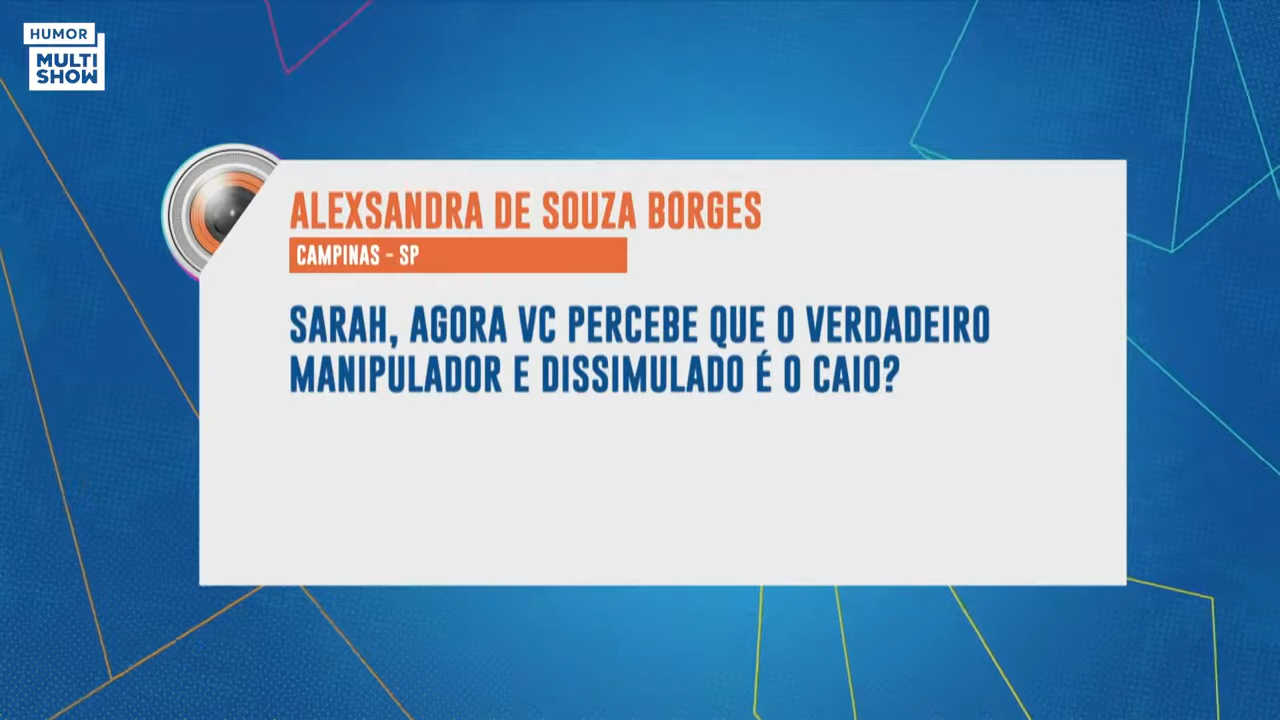 HUMOR
MULTI
SHOW
ALEXSANDRA DE SOUZA BORGES
CAMPINAS - SP
SARAH, AGORA VC PERCEBE QUE O VERDADEIRO
MANIPULADOR E DISSIMULADO É O CAIO?